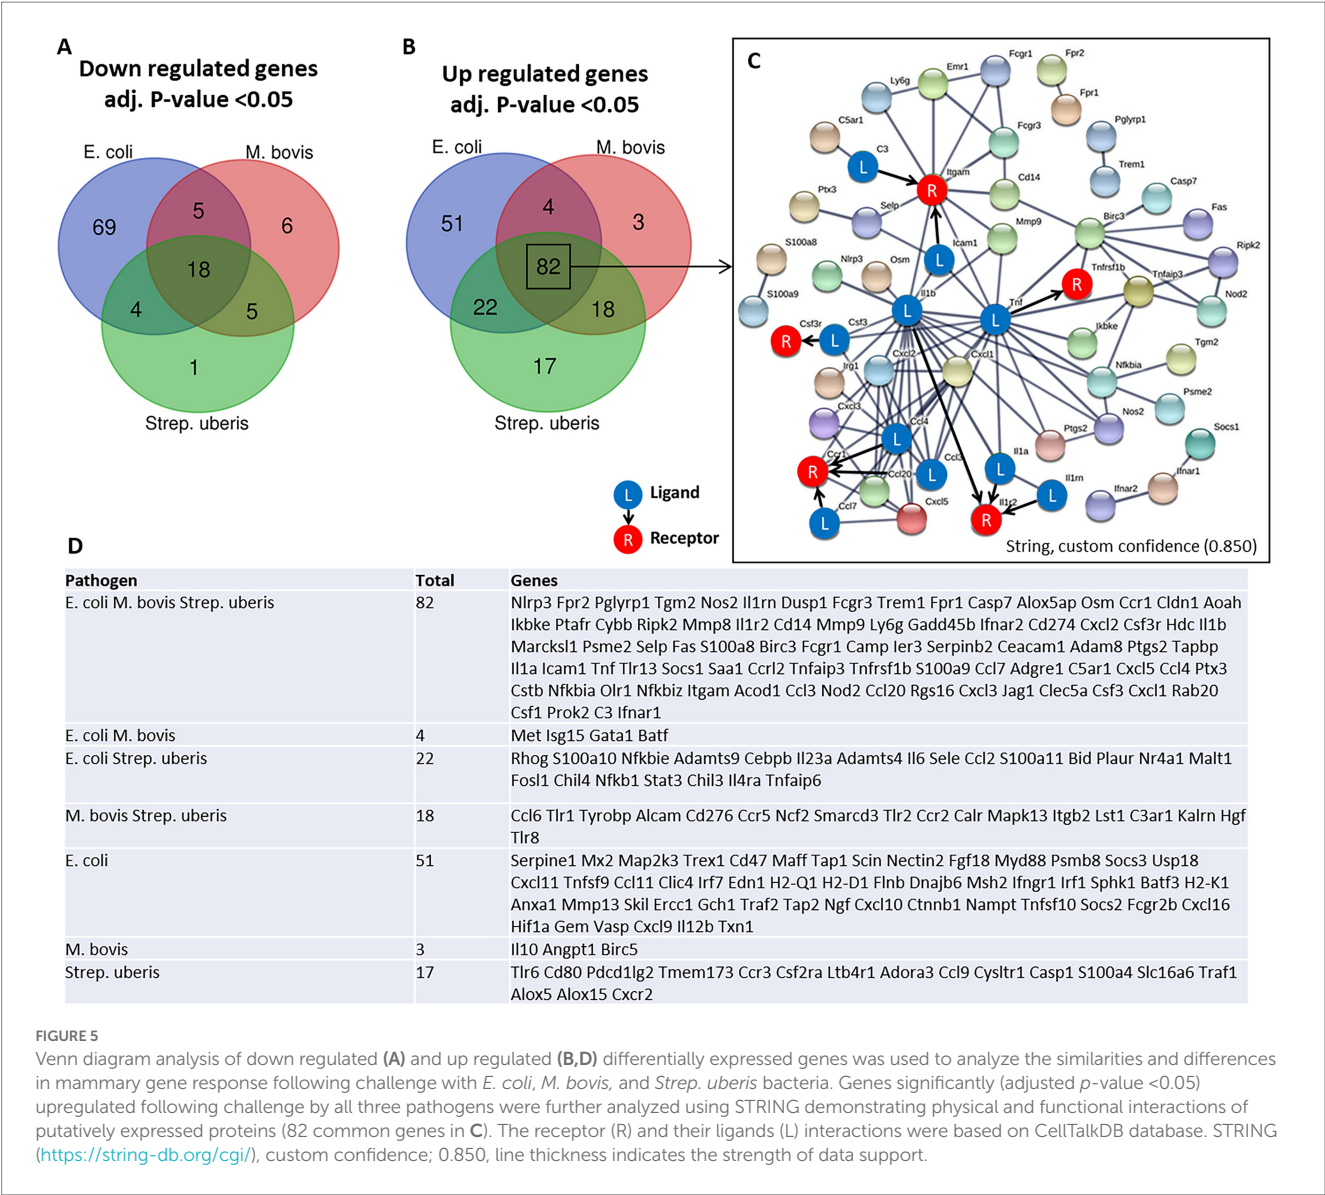 A
Down regulated genes
adj. P-value <0.05
E. coli
M. bovis
69
5
6
18
4
5
1
Strep. uberis
B
Up regulated genes
adj. P-value <0.05
E. coli
M. bovis
51
4
3
82
22
18
17
Strep. uberis
L Ligand
R Receptor
C
Fcgr1
Fpr2
Emr1
Ly6g
Fpr1
C5ar1
Fcgr3
Pglyrp1
C3
L
Itgam
R
Trem1
Cd14
Casp7
Ptx3
Selp
Mmp9
Birc3
Fas
S100a8
Icam1
L
Nlrp3
Osm
Tnfrsf1b
R
Tnfaip3
Ripk2
S100a9
Il1b
L
Tnf
L
Nod2
Csf3r
R
Csf3
L
Ikbke
Cxcl2
Cxcl1
Tgm2
Irg1
Nfkbia
Psme2
Cxcl3
Ccl4
L
Nos2
Ptgs2
Socs1
Ccr1
R
Ccl20
Ccl3
L
Il1a
L
Il1rn
L
Ifnar1
Ifnar2
Ccl7
L
Cxcl5
Il1r2
R
String, custom confidence (0.850)
D
Pathogen Total Genes
E. coli M. bovis Strep. uberis 82 Nlrp3 Fpr2 Pglyrp1 Tgm2 Nos2 Il1rn Dusp1 Fcgr3 Trem1 Fpr1 Casp7 Alox5ap Osm Ccr1 Cldn1 Aoah
Ikbke Ptafr Cybb Ripk2 Mmp8 Il1r2 Cd14 Mmp9 Ly6g Gadd45b Ifnar2 Cd274 Cxcl2 Csf3r Hdc Il1b
Marcksl1 Psme2 Selp Fas S100a8 Birc3 Fcgr1 Camp Ier3 Serpinb2 Ceacam1 Adam8 Ptgs2 Tapbp
Il1a Icam1 Tnf Tlr13 Socs1 Saa1 Ccrl2 Tnfaip3 Tnfrsf1b S100a9 Ccl7 Adgre1 C5ar1 Cxcl5 Ccl4 Ptx3
Cstb Nfkbia Olr1 Nfkbiz Itgam Acod1 Ccl3 Nod2 Ccl20 Rgs16 Cxcl3 Jag1 Clec5a Csf3 Cxcl1 Rab20
Csf1 Prok2 C3 Ifnar1
E. coli M. bovis 4 Met Isg15 Gata1 Batf
E. coli Strep. uberis 22 Rhog S100a10 Nfkbie Adamts9 Cebpb Il23a Adamts4 Il6 Sele Ccl2 S100a11 Bid Plaur Nr4a1 Malt1
Fosl1 Chil4 Nfkb1 Stat3 Chil3 Il4ra Tnfaip6
M. bovis Strep. uberis 18 Ccl6 Tlr1 Tyrobp Alcam Cd276 Ccr5 Ncf2 Smarcd3 Tlr2 Ccr2 Calr Mapk13 Itgb2 Lst1 C3ar1 Kalrn Hgf
Tlr8
E. coli 51 Serpine1 Mx2 Map2k3 Trex1 Cd47 Maff Tap1 Scin Nectin2 Fgf18 Myd88 Psmb8 Socs3 Usp18
Cxcl11 Tnfsf9 Ccl11 Clic4 Irf7 Edn1 H2-Q1 H2-D1 Flnb Dnajb6 Msh2 Ifngr1 Irf1 Sphk1 Batf3 H2-K1
Anxa1 Mmp13 Skil Ercc1 Gch1 Traf2 Tap2 Ngf Cxcl10 Ctnnb1 Nampt Tnfsf10 Socs2 Fcgr2b Cxcl16
Hif1a Gem Vasp Cxcl9 Il12b Txn1
M. bovis 3 Il10 Angpt1 Birc5
Strep. uberis 17 Tlr6 Cd80 Pdcd1lg2 Tmem173 Ccr3 Csf2ra Ltb4r1 Adora3 Ccl9 Cysltr1 Casp1 S100a4 Slc16a6 Traf1
Alox5 Alox15 Cxcr2
FIGURE 5
Venn diagram analysis of down regulated (A) and up regulated (B,D) differentially expressed genes was used to analyze the similarities and differences
in mammary gene response following challenge with E. coli, M. bovis, and Strep. uberis bacteria. Genes significantly (adjusted p-value <0.05)
upregulated following challenge by all three pathogens were further analyzed using STRING demonstrating physical and functional interactions of
putatively expressed proteins (82 common genes in C). The receptor (R) and their ligands (L) interactions were based on CellTalkDB database. STRING
(https://string-db.org/cgi/), custom confidence; 0.850, line thickness indicates the strength of data support.